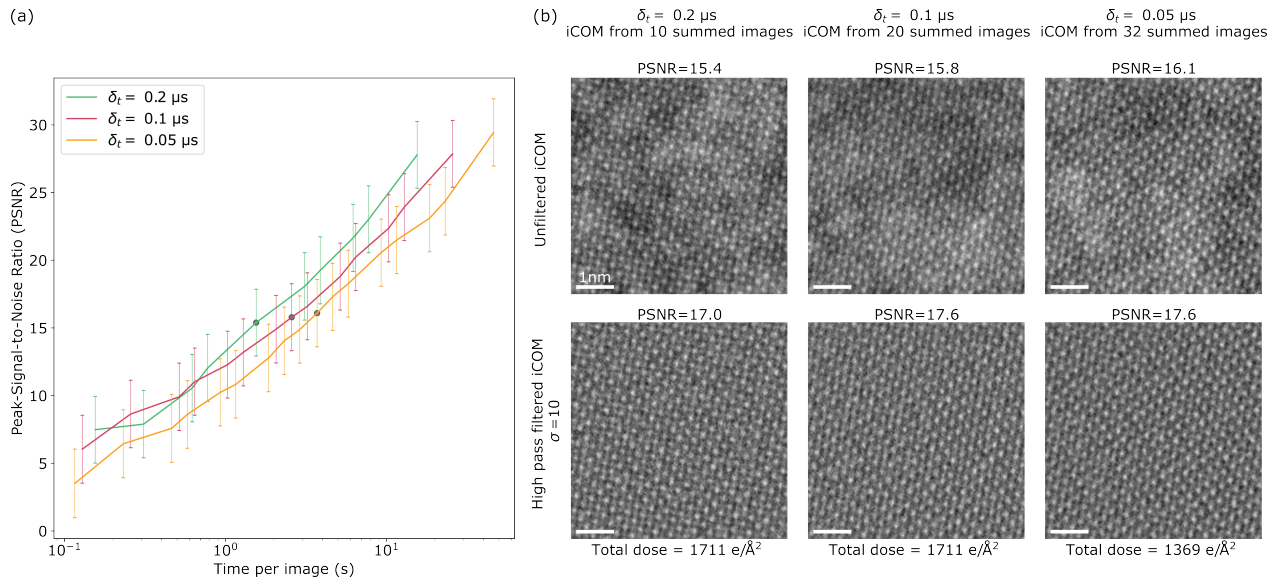 (a)
δt = 0.2 μs
δt = 0.1 μs
δt = 0.05 μs
Peak-Signal-to-Noise Ratio (PSNR)
30
25
20
15
10
5
0
10⁻¹
10⁰
10¹
Time per image (s)
(b)
δt = 0.2 μs
iCOM from 10 summed images
δt = 0.1 μs
iCOM from 20 summed images
δt = 0.05 μs
iCOM from 32 summed images
Unfiltered iCOM
PSNR=15.4
PSNR=15.8
PSNR=16.1
1nm
High pass filtered iCOM
σ=10
PSNR=17.0
PSNR=17.6
PSNR=17.6
Total dose = 1711 e/Å²
Total dose = 1711 e/Å²
Total dose = 1369 e/Å²